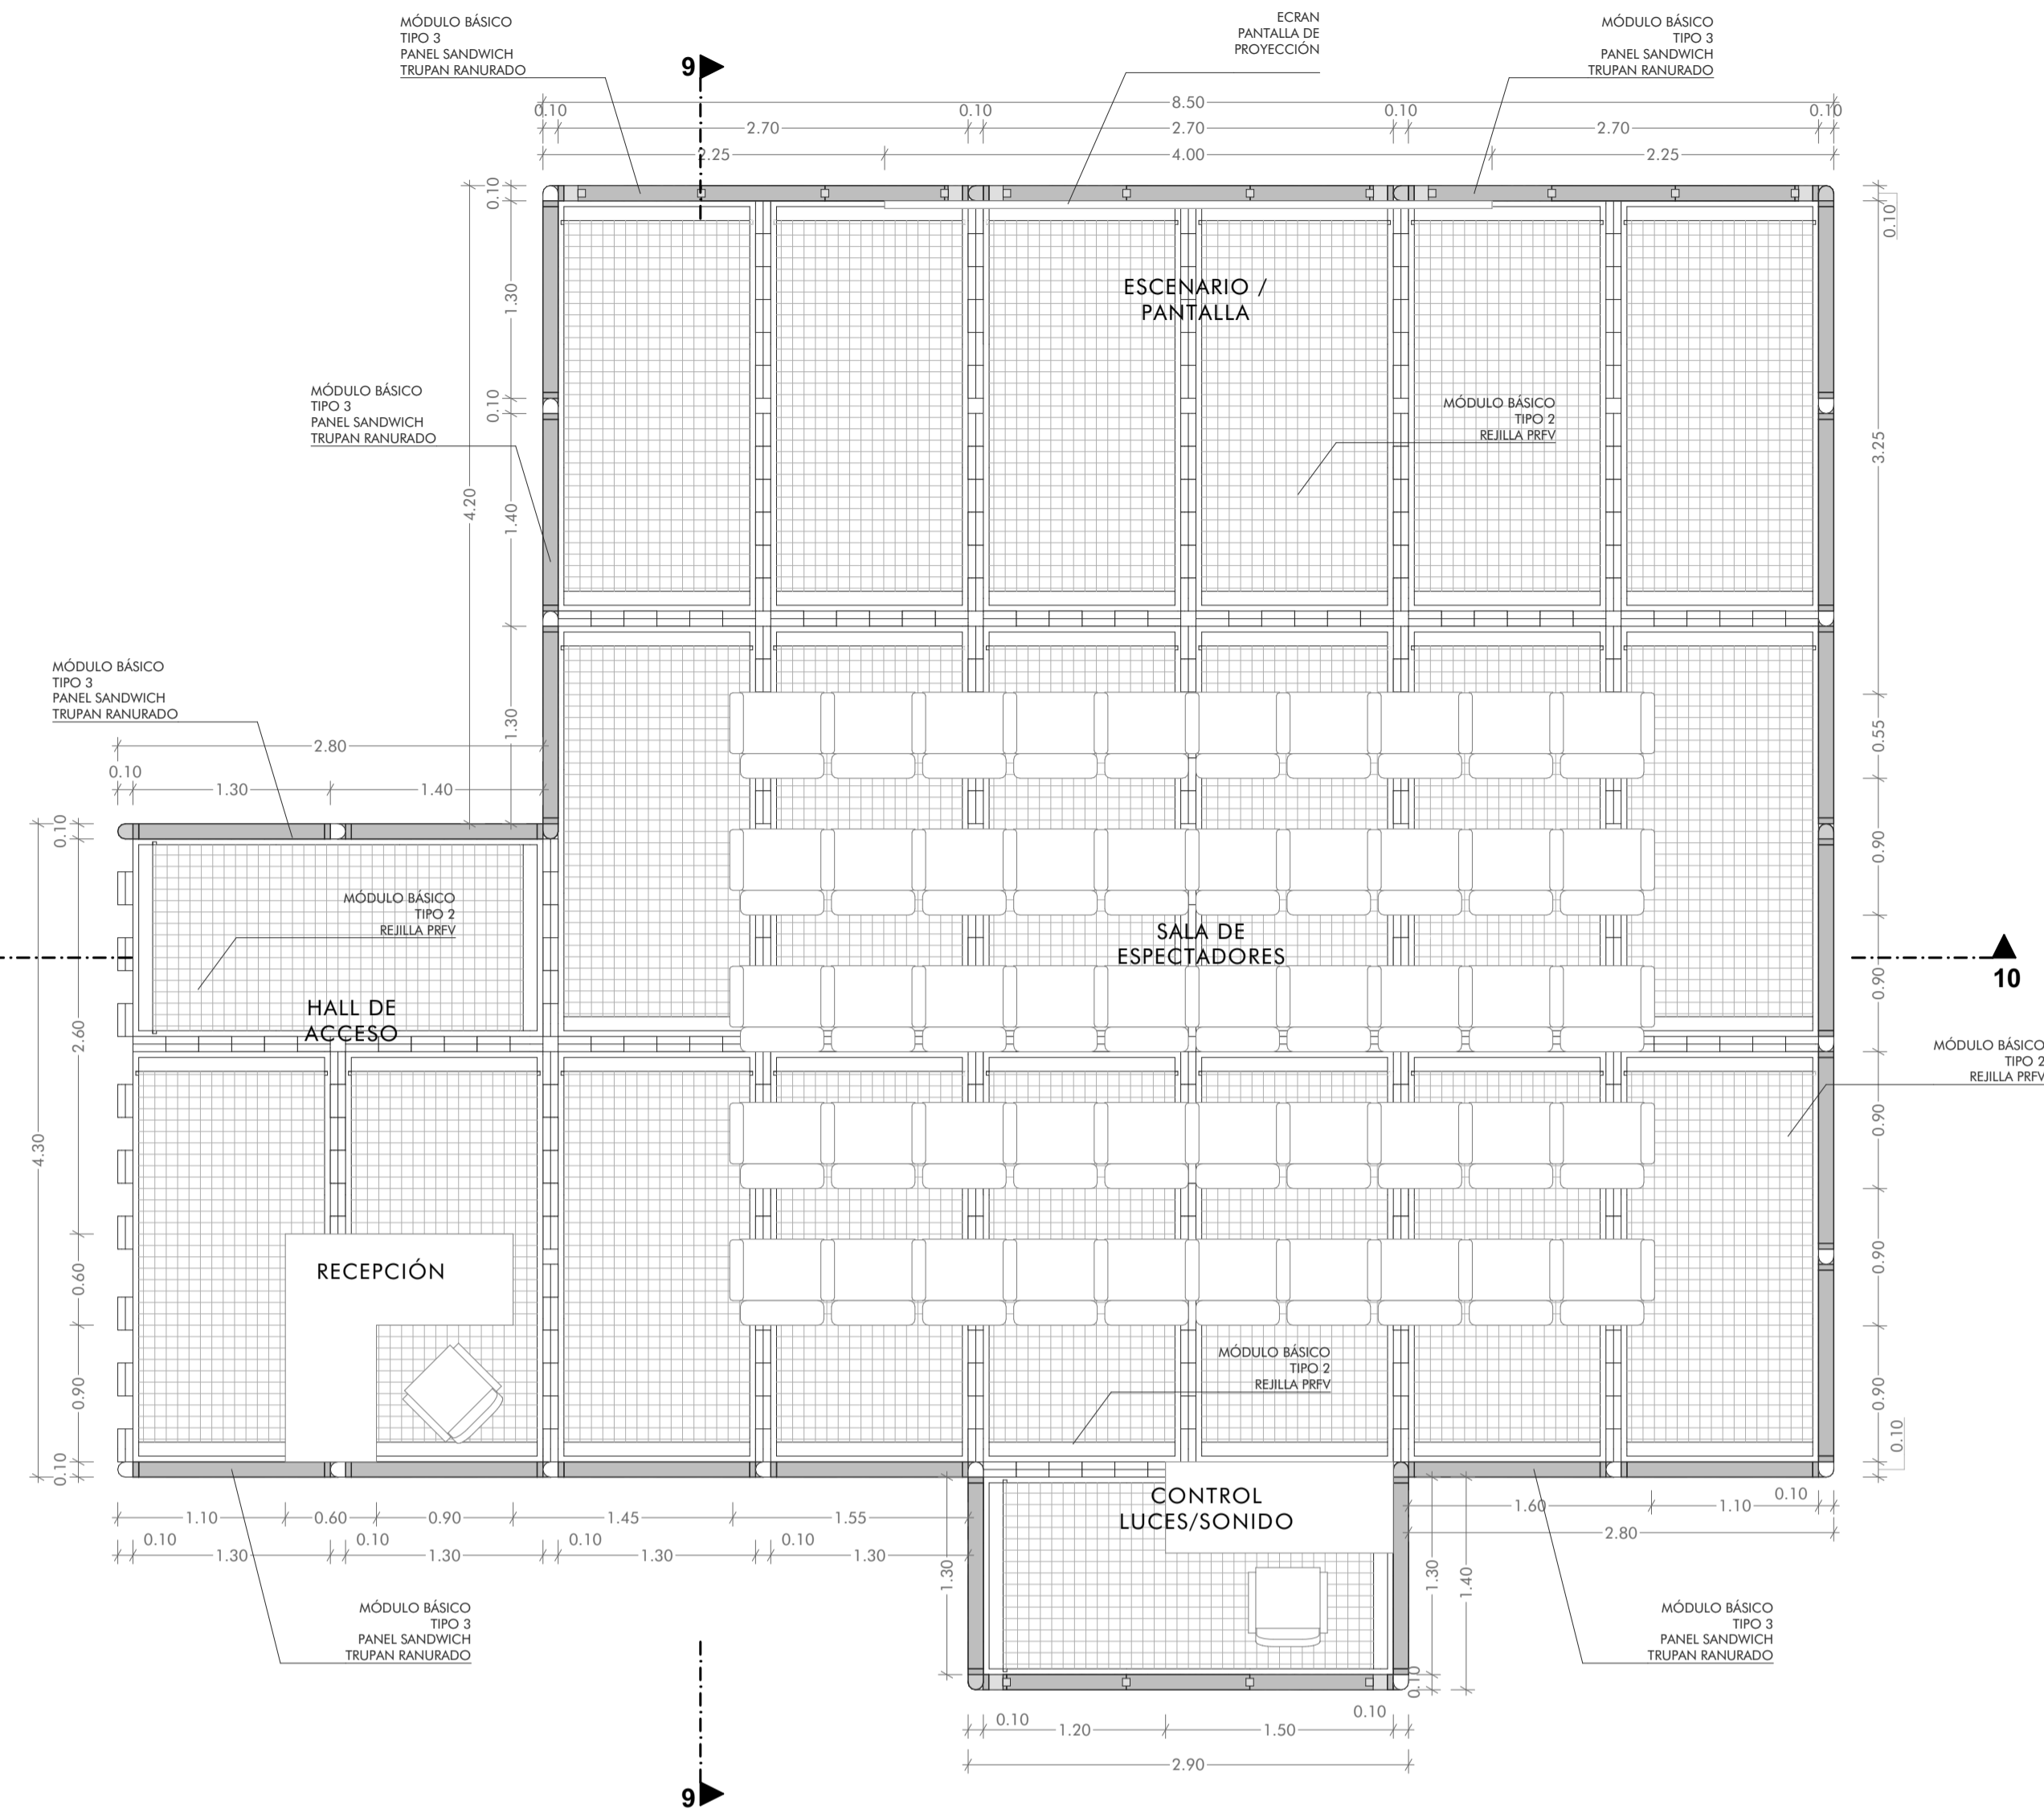 MÓDULO BÁSICO
TIPO 3
PANEL SANDWICH
TRUPAN RANURADO
9
ECRAN
PANTALLA DE
PROYECCIÓN
MÓDULO BÁSICO
TIPO 3
PANEL SANDWICH
TRUPAN RANURADO
8.50
0.10
0.10
0.10
0.10
2.70
2.70
2.70
2.25
4.00
2.25
0.10
1.30
0.10
1.40
4.20
1.30
0.10
3.25
0.55
0.90
0.90
0.90
0.90
0.90
0.10
ESCENARIO /
PANTALLA
MÓDULO BÁSICO
TIPO 3
PANEL SANDWICH
TRUPAN RANURADO
MÓDULO BÁSICO
TIPO 2
REJILLA PRFV
MÓDULO BÁSICO
TIPO 3
PANEL SANDWICH
TRUPAN RANURADO
2.80
0.10
1.30
1.40
0.10
2.60
4.30
0.60
0.90
0.10
MÓDULO BÁSICO
TIPO 2
REJILLA PRFV
HALL DE
ACCESO
SALA DE
ESPECTADORES
10
MÓDULO BÁSICO
TIPO 2
REJILLA PRFV
RECEPCIÓN
MÓDULO BÁSICO
TIPO 2
REJILLA PRFV
CONTROL
LUCES/SONIDO
1.10
0.60
0.90
1.45
1.55
0.10
1.30
0.10
1.30
0.10
1.30
0.10
1.30
1.30
1.30
1.40
0.10
1.60
1.10
0.10
2.80
MÓDULO BÁSICO
TIPO 3
PANEL SANDWICH
TRUPAN RANURADO
MÓDULO BÁSICO
TIPO 3
PANEL SANDWICH
TRUPAN RANURADO
0.10
1.20
1.50
0.10
2.90
9